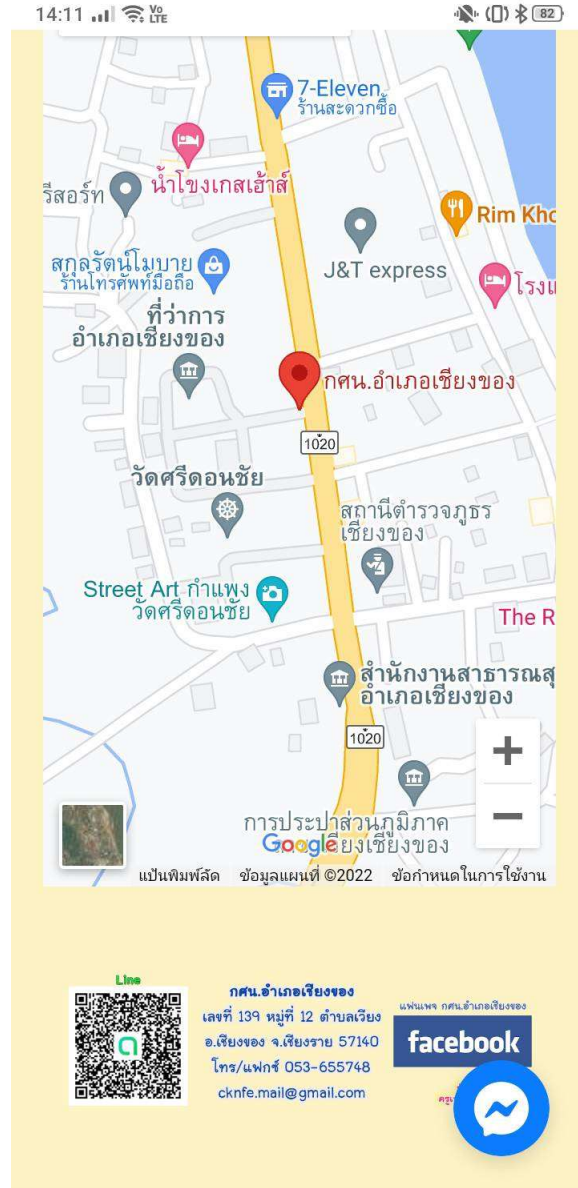 14:11
Vo LTE
82
7-Eleven
ร้านสะดวกซื้อ
น้ำโขงเกสเฮ้าส์
รีสอร์ท
Rim Kho
สกุลรัตน์โมบาย
ร้านโทรศัพท์มือถือ
J&T express
โรงแ
ที่ว่าการ
อำเภอเชียงของ
กศน.อำเภอเชียงของ
1020
วัดศรีดอนชัย
สถานีตำรวจภูธร
เชียงของ
Street Art กำแพง
วัดศรีดอนชัย
The R
สำนักงานสาธารณสุ
อำเภอเชียงของ
1020
การประปาส่วนภูมิภาค
Google
แป้นพิมพ์ลัด ข้อมูลแผนที่ ©2022 ข้อกำหนดในการใช้งาน
Line
กศน.อำเภอเชียงของ
เลขที่ 139 หมู่ที่ 12 ตำบลเวียง
อ.เชียงของ จ.เชียงราย 57140
โทร/แฟกซ์ 053-655748
cknfe.mail@gmail.com
แฟนเพจ กศน.อำเภอเชียงของ
facebook